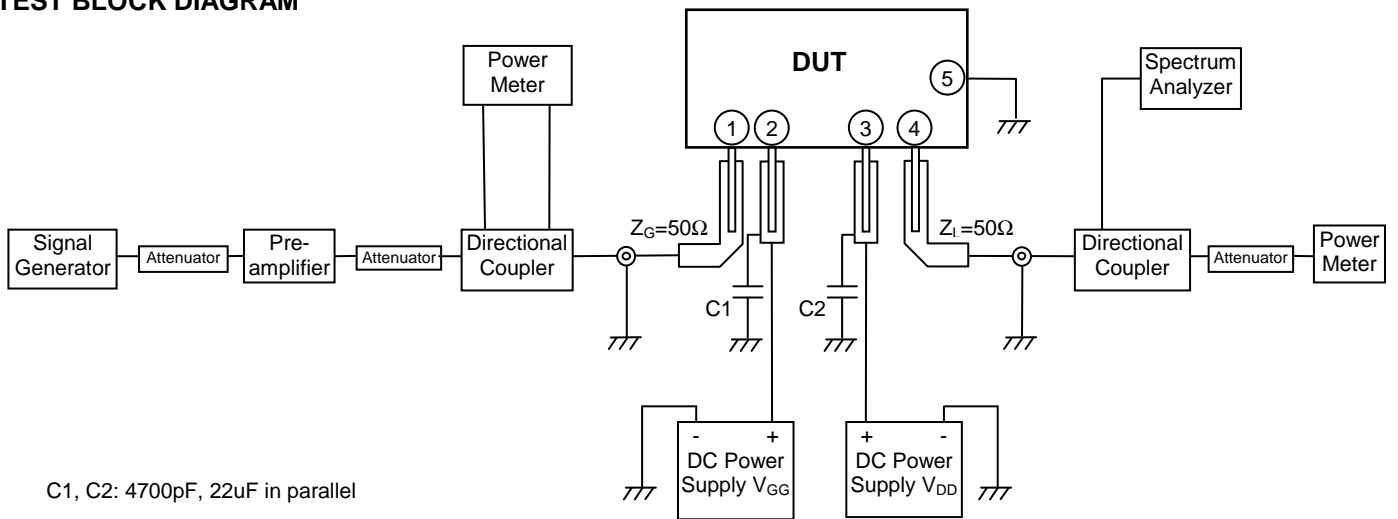 TEST BLOCK DIAGRAM
Power
Meter
DUT
5
Spectrum
Analyzer
1
2
3
4
Signal
Generator
Attenuator
Pre-
amplifier
Attenuator
Directional
Coupler
ZG=50Ω
ZL=50Ω
Directional
Coupler
Attenuator
Power
Meter
C1
C2
- +
DC Power
Supply VGG
+ -
DC Power
Supply VDD
C1, C2: 4700pF, 22uF in parallel